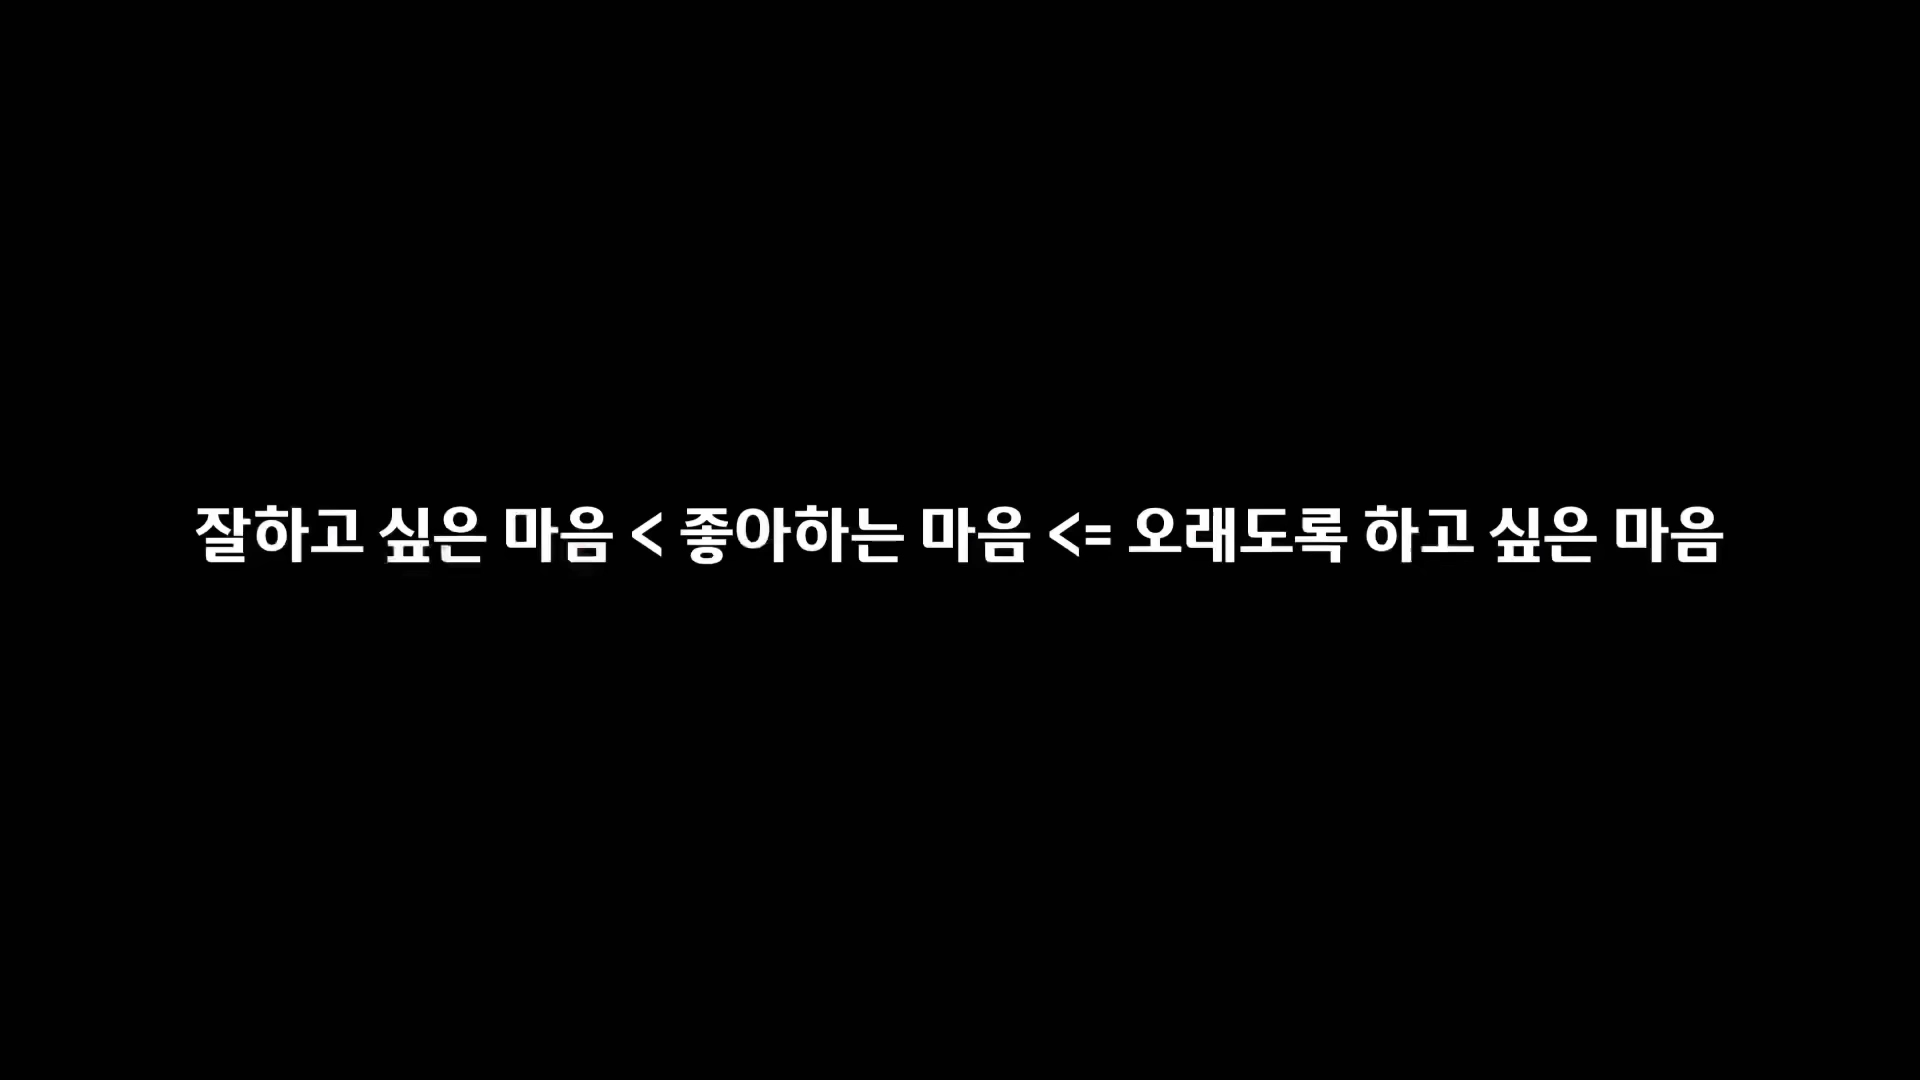 잘하고 싶은 마음 < 좋아하는 마음 <= 오래도록 하고 싶은 마음